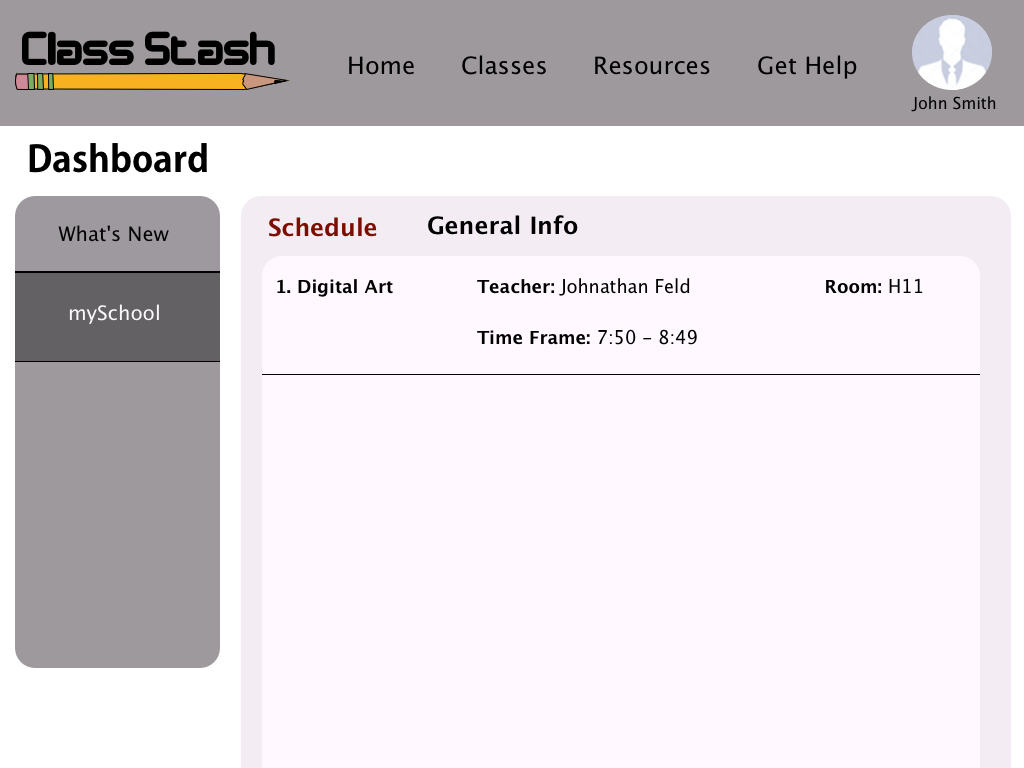 Class Stash
Home Classes Resources Get Help
John Smith
Dashboard
What's New
mySchool
Schedule General Info
1. Digital Art Teacher: Johnathan Feld Room: H11
Time Frame: 7:50 – 8:49